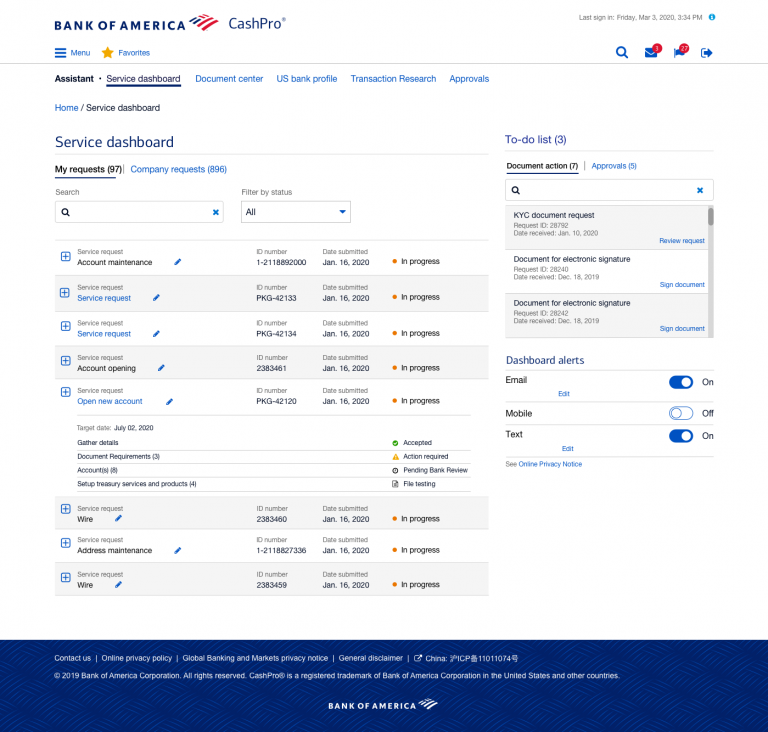 BANK OF AMERICA CashPro®
Last sign in: Friday, Mar 3, 2020, 3:34 PM
Menu Favorites
1 27
Assistant • Service dashboard Document center US bank profile Transaction Research Approvals
Home / Service dashboard
Service dashboard
My requests (97) | Company requests (896)
Search Filter by status
All
Service request ID number Date submitted
Account maintenance 1-2118892000 Jan. 16, 2020 In progress
Service request ID number Date submitted
Service request PKG-42133 Jan. 16, 2020 In progress
Service request ID number Date submitted
Service request PKG-42134 Jan. 16, 2020 In progress
Service request ID number Date submitted
Account opening 2383461 Jan. 16, 2020 In progress
Service request ID number Date submitted
Open new account PKG-42120 Jan. 16, 2020 In progress
Target date: July 02, 2020
Gather details Accepted
Document Requirements (3) Action required
Account(s) (8) Pending Bank Review
Setup treasury services and products (4) File testing
Service request ID number Date submitted
Wire 2383460 Jan. 16, 2020 In progress
Service request ID number Date submitted
Address maintenance 1-2118827336 Jan. 16, 2020 In progress
Service request ID number Date submitted
Wire 2383459 Jan. 16, 2020 In progress
To-do list (3)
Document action (7) | Approvals (5)
KYC document request
Request ID: 28792
Date received: Jan. 10, 2020
Review request
Document for electronic signature
Request ID: 28240
Date received: Dec. 18, 2019
Sign document
Document for electronic signature
Request ID: 28242
Date received: Dec. 18, 2019
Sign document
Dashboard alerts
Email On
Edit
Mobile Off
Text On
Edit
See Online Privacy Notice
Contact us | Online privacy policy | Global Banking and Markets privacy notice | General disclaimer | China: 沪ICP备11011074号
© 2019 Bank of America Corporation. All rights reserved. CashPro® is a registered trademark of Bank of America Corporation in the United States and other countries.
BANK OF AMERICA